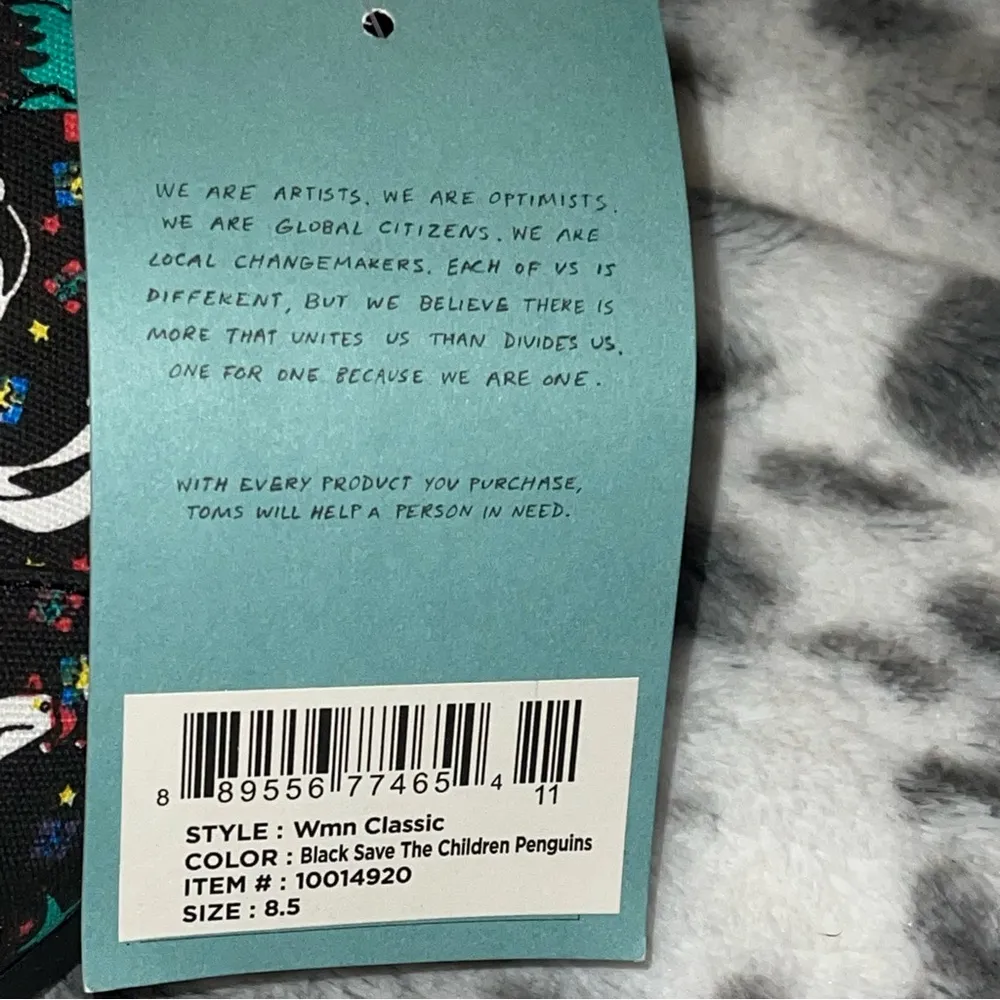 WE ARE ARTISTS. WE ARE OPTIMISTS.
WE ARE GLOBAL CITIZENS. WE ARE
LOCAL CHANGEMAKERS. EACH OF US IS
DIFFERENT, BUT WE BELIEVE THERE IS
MORE THAT UNITES US THAN DIVIDES US.
ONE FOR ONE BECAUSE WE ARE ONE.
WITH EVERY PRODUCT YOU PURCHASE,
TOMS WILL HELP A PERSON IN NEED.
8 89556 77465 4 11
STYLE : Wmn Classic
COLOR : Black Save The Children Penguins
ITEM # : 10014920
SIZE : 8.5